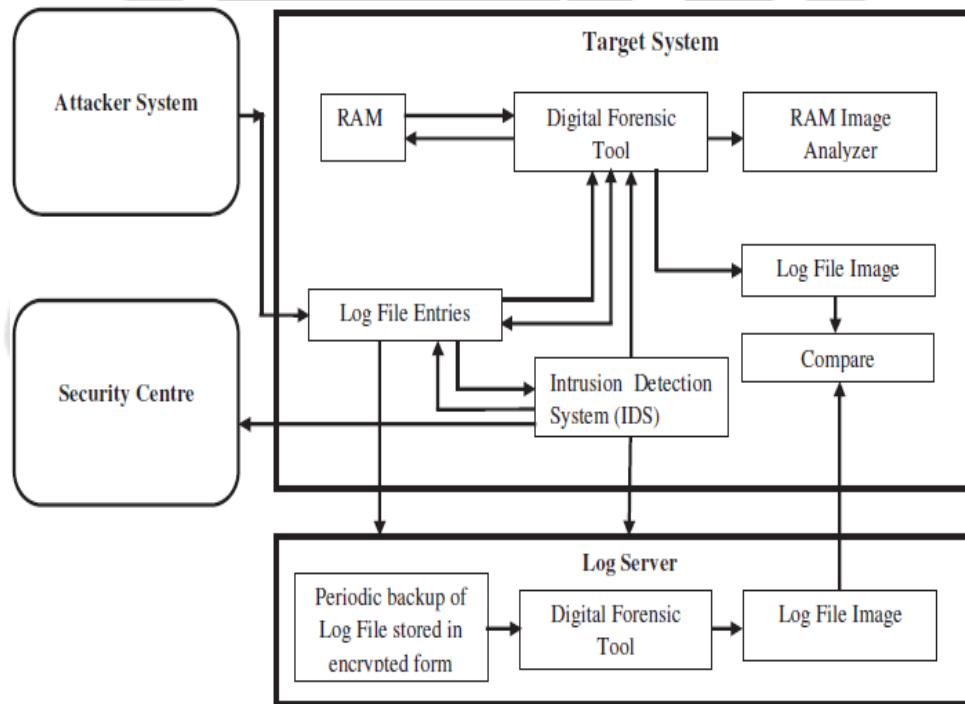 Target System
Attacker System
RAM
Digital Forensic
Tool
RAM Image
Analyzer
Log File Image
Log File Entries
Compare
Security Centre
Intrusion Detection
System (IDS)
Log Server
Periodic backup of
Log File stored in
encrypted form
Digital Forensic
Tool
Log File Image